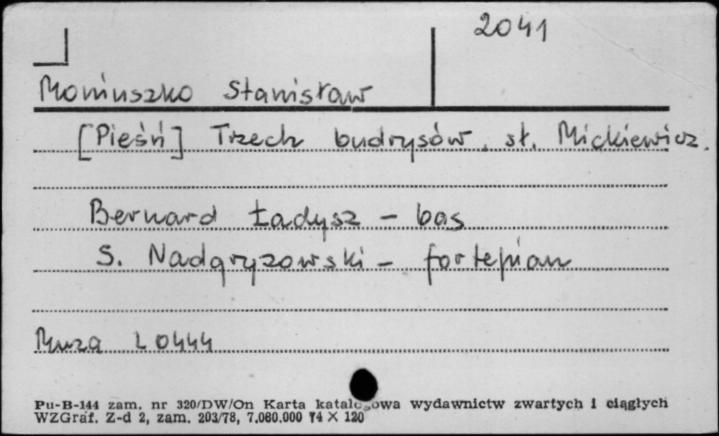 2041
Moniuszko Stanisław
[Pieśń] Trzech budrysów, sł. Mickiewicz.
Bernard Ładysz - bas
S. Nadgryzowski - fortepian
Muza L 0444
Pu-B-144 zam. nr 320/DW/On Karta katalogowa wydawnictw zwartych i ciągłych
WZGraf. Z-d 2, zam. 203/78, 7.080.000 74 X 120